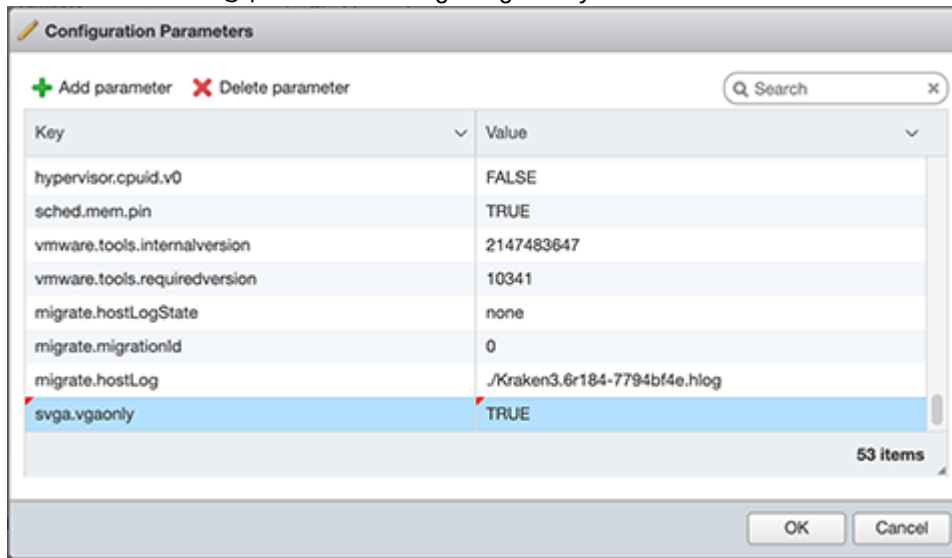 Configuration Parameters
Add parameter Delete parameter Search
Key Value
hypervisor.cpuid.v0 FALSE
sched.mem.pin TRUE
vmware.tools.internalversion 2147483647
vmware.tools.requiredversion 10341
migrate.hostLogState none
migrate.migrationId 0
migrate.hostLog ./Kraken3.6r184-7794bf4e.hlog
svga.vgaonly TRUE
53 items
OK Cancel